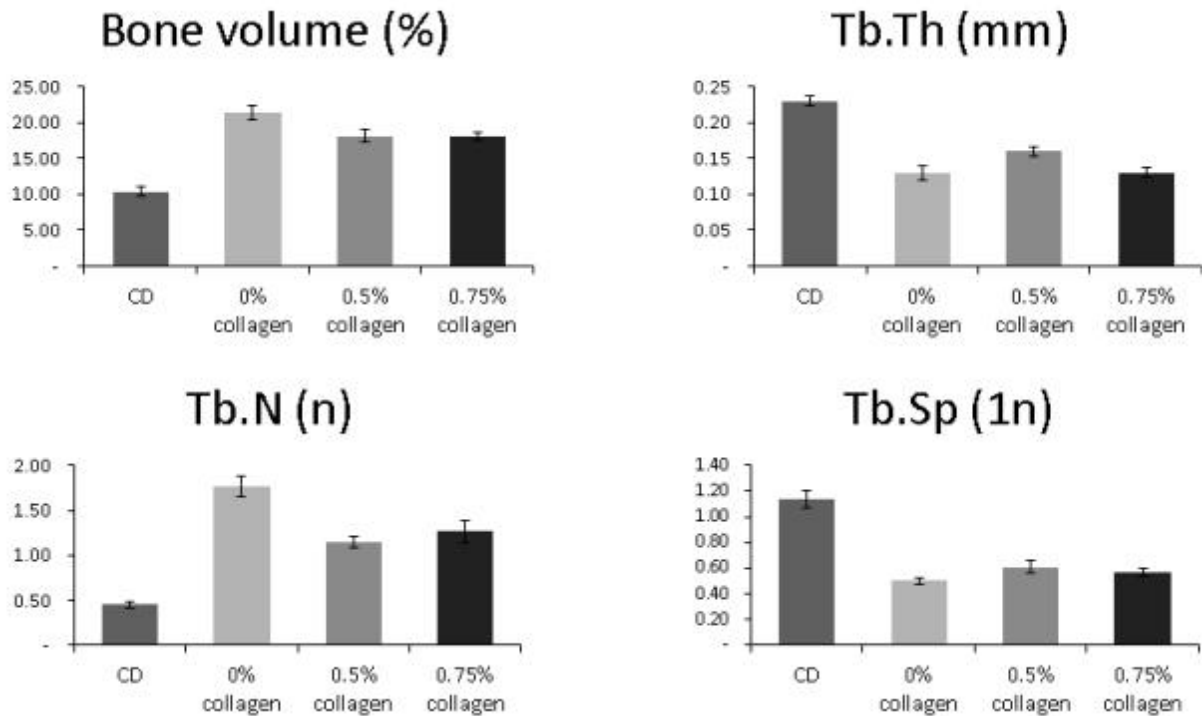 Bone volume (%)
25.00
20.00
15.00
10.00
5.00
-
CD
0%
collagen
0.5%
collagen
0.75%
collagen
Tb.Th (mm)
0.25
0.20
0.15
0.10
0.05
-
CD
0%
collagen
0.5%
collagen
0.75%
collagen
Tb.N (n)
2.00
1.50
1.00
0.50
-
CD
0%
collagen
0.5%
collagen
0.75%
collagen
Tb.Sp (1n)
1.40
1.20
1.00
0.80
0.60
0.40
0.20
-
CD
0%
collagen
0.5%
collagen
0.75%
collagen